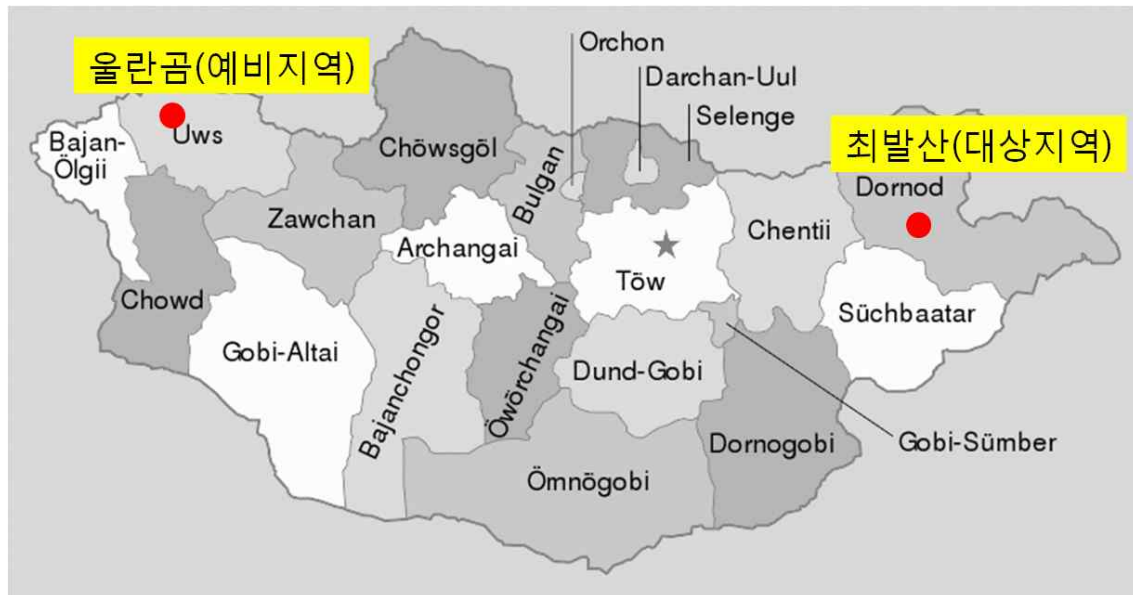 울란곰(예비지역)
Orchon
Darchan-Uul
Selenge
최발산(대상지역)
Uws
Bajan-
Ölgii
Chöwsgöl
Bulgan
Dornod
Zawchan
Archangai
Chentii
Töw
Chowd
Süchbaatar
Gobi-Altai
Bajanchongor
Öwörchangai
Dund-Gobi
Dornogobi
Gobi-Sümber
Ömnögobi